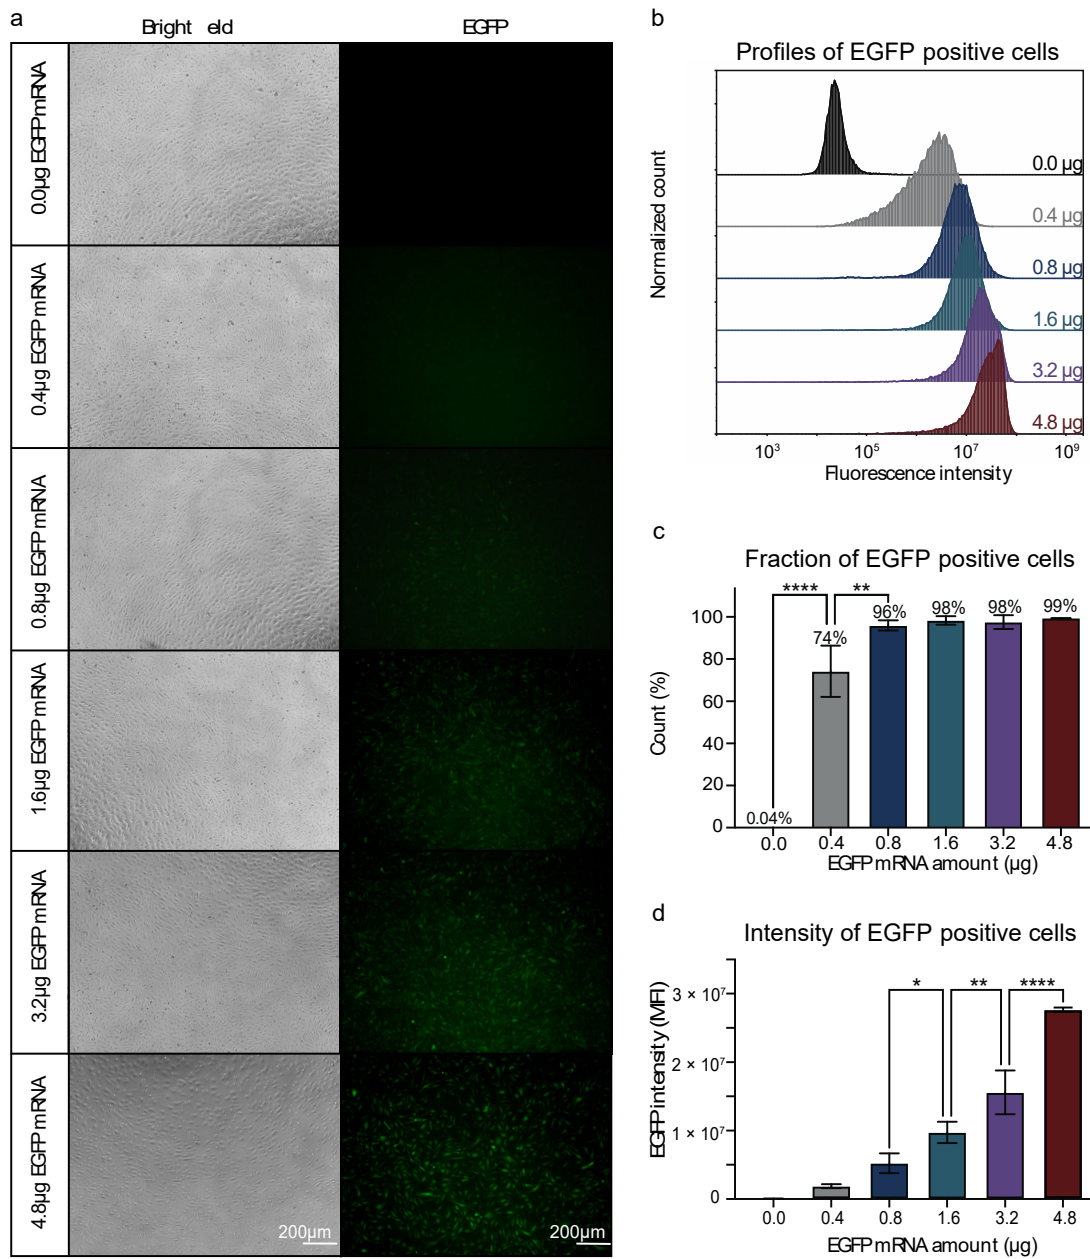 a
Bright eld EGFP
0.0µg EGFP mRNA
0.4µg EGFP mRNA
0.8µg EGFP mRNA
1.6µg EGFP mRNA
3.2µg EGFP mRNA
4.8µg EGFP mRNA
200µm 200µm
b
Profiles of EGFP positive cells
Normalized count
0.0 µg
0.4 µg
0.8 µg
1.6 µg
3.2 µg
4.8 µg
10³ 10⁵ 10⁷ 10⁹
Fluorescence intensity
c
Fraction of EGFP positive cells
**** **
Count (%)
100
80
60
40
20
0
0.04% 74% 96% 98% 98% 99%
0.0 0.4 0.8 1.6 3.2 4.8
EGFP mRNA amount (µg)
d
Intensity of EGFP positive cells
* ** ****
EGFP intensity (MFI)
3 × 10⁷
2 × 10⁷
1 × 10⁷
0
0.0 0.4 0.8 1.6 3.2 4.8
EGFP mRNA amount (µg)